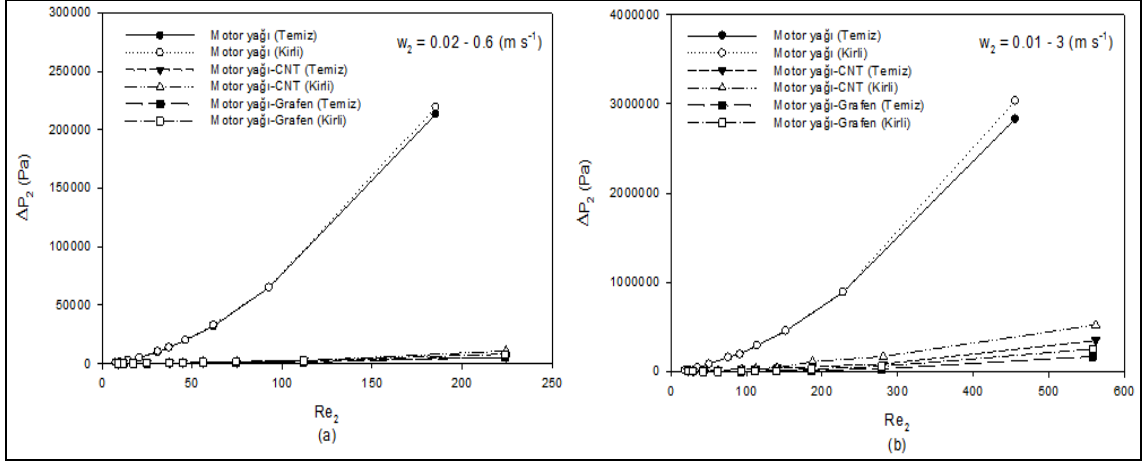 300000
250000
200000
150000
100000
50000
0
ΔP₂ (Pa)
Motor yağı (Temiz)
Motor yağı (Kirli)
Motor yağı-CNT (Temiz)
Motor yağı-CNT (Kirli)
Motor yağı-Grafen (Temiz)
Motor yağı-Grafen (Kirli)
w₂ = 0.02 - 0.6 (m s⁻¹)
0 50 100 150 200 250
Re₂
(a)
4000000
3000000
2000000
1000000
0
ΔP₂ (Pa)
Motor yağı (Temiz)
Motor yağı (Kirli)
Motor yağı-CNT (Temiz)
Motor yağı-CNT (Kirli)
Motor yağı-Grafen (Temiz)
Motor yağı-Grafen (Kirli)
w₂ = 0.01 - 3 (m s⁻¹)
0 100 200 300 400 500 600
Re₂
(b)